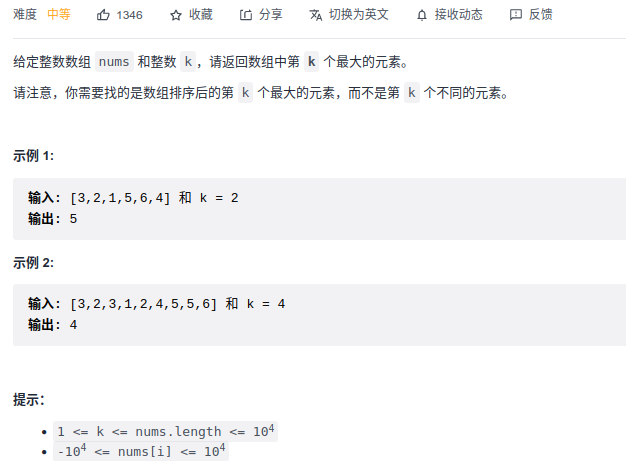 难度 中等 1346 收藏 分享 切换为英文 接收动态 反馈
给定整数数组 nums 和整数 k，请返回数组中第 k 个最大的元素。
请注意，你需要找的是数组排序后的第 k 个最大的元素，而不是第 k 个不同的元素。
示例 1:
输入: [3,2,1,5,6,4] 和 k = 2
输出: 5
示例 2:
输入: [3,2,3,1,2,4,5,5,6] 和 k = 4
输出: 4
提示：
• 1 <= k <= nums.length <= 10⁴
• -10⁴ <= nums[i] <= 10⁴